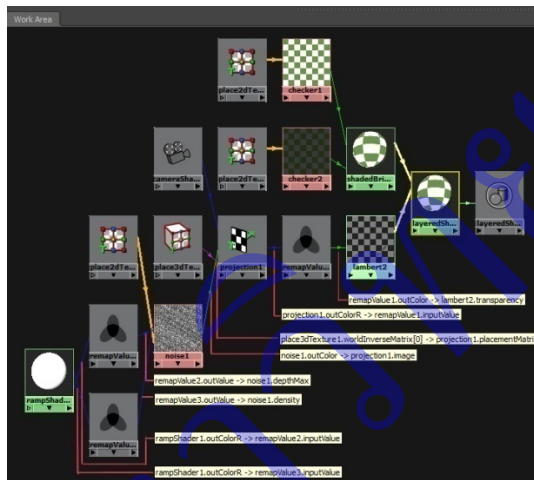 Work Area
place2dTe...
checker1
cameraSha...
place2dTe...
checker2
shadedBri...
layeredSh...
layeredSh...
place2dTe...
place3dTe...
projection1
remapValu...
lambert2
remapValue1.outColor -> lambert2.transparency
projection1.outColorR -> remapValue1.inputValue
place3dTexture1.worldInverseMatrix[0] -> projection1.placementMatri
noise1.outColor -> projection1.image
remapValu...
noise1
rampShad...
remapValue2.outValue -> noise1.depthMax
remapValue3.outValue -> noise1.density
remapValu...
rampShader1.outColorR -> remapValue2.inputValue
rampShader1.outColorR -> remapValue3.inputValue